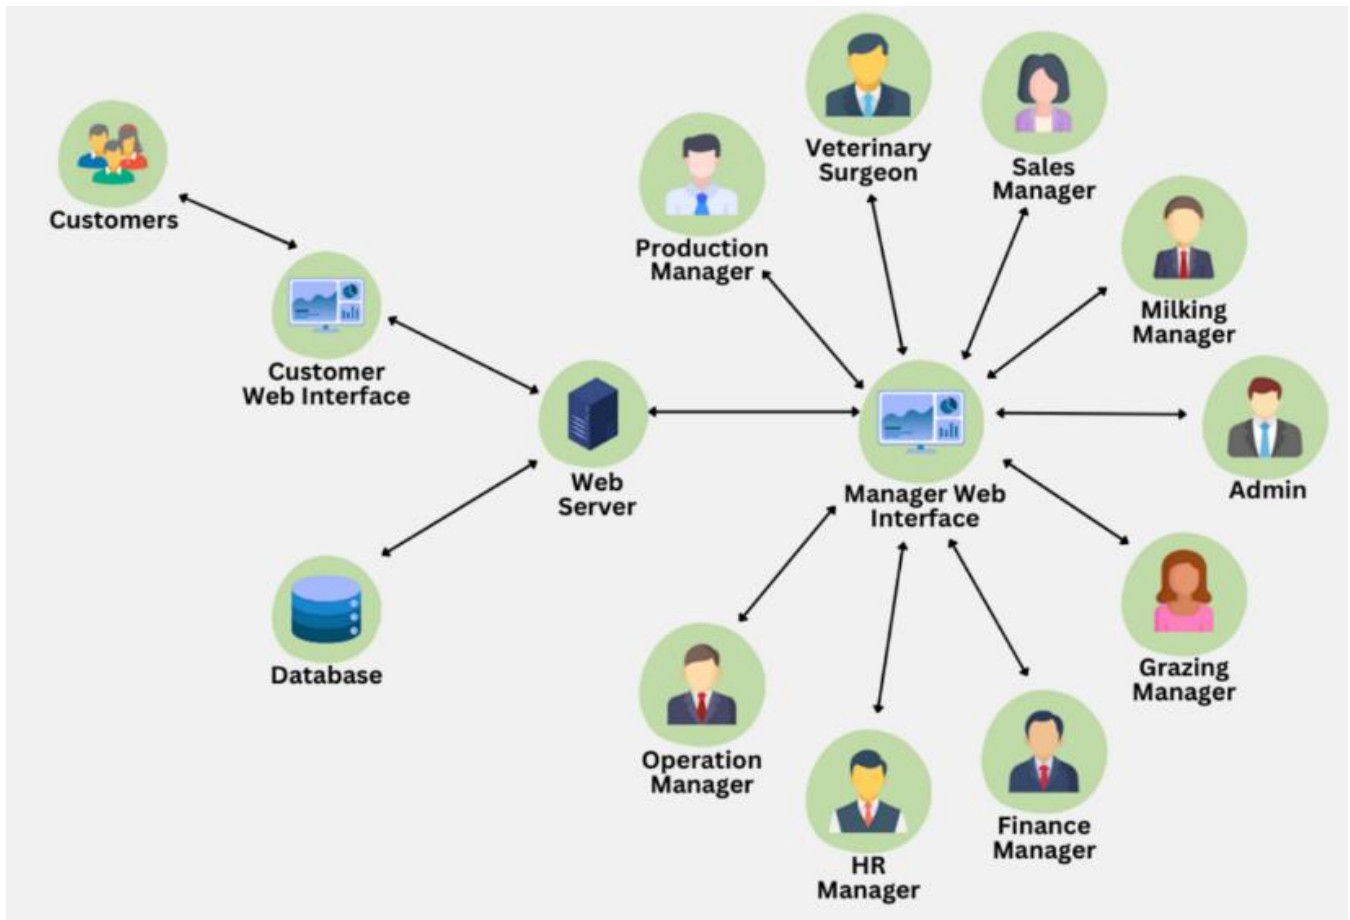 Customers
Customer
Web Interface
Web
Server
Database
Production
Manager
Veterinary
Surgeon
Sales
Manager
Milking
Manager
Manager Web
Interface
Admin
Grazing
Manager
Operation
Manager
HR
Manager
Finance
Manager